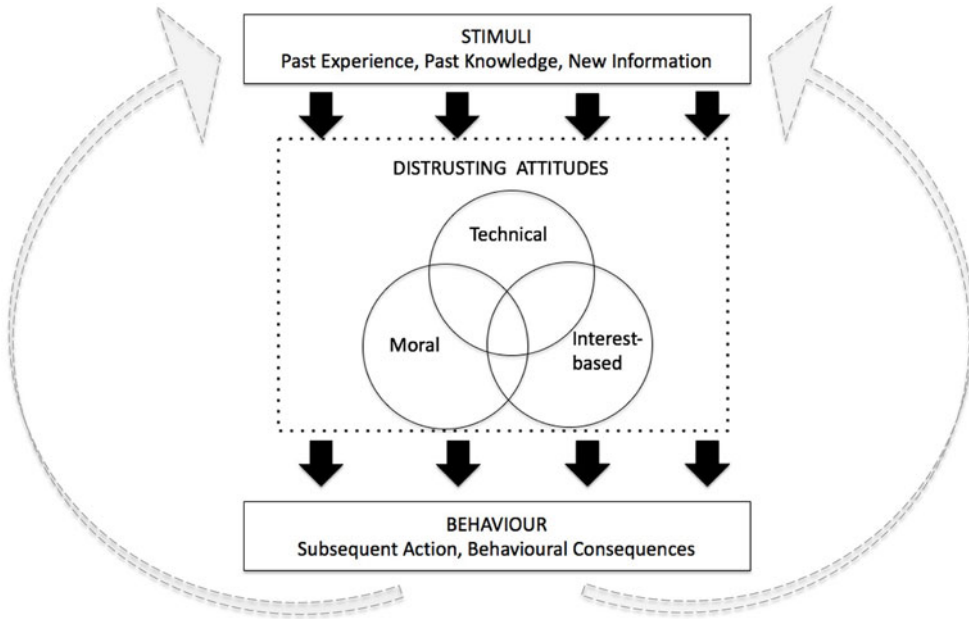 STIMULI
Past Experience, Past Knowledge, New Information
DISTRUSTING ATTITUDES
Technical
Moral
Interest-
based
BEHAVIOUR
Subsequent Action, Behavioural Consequences